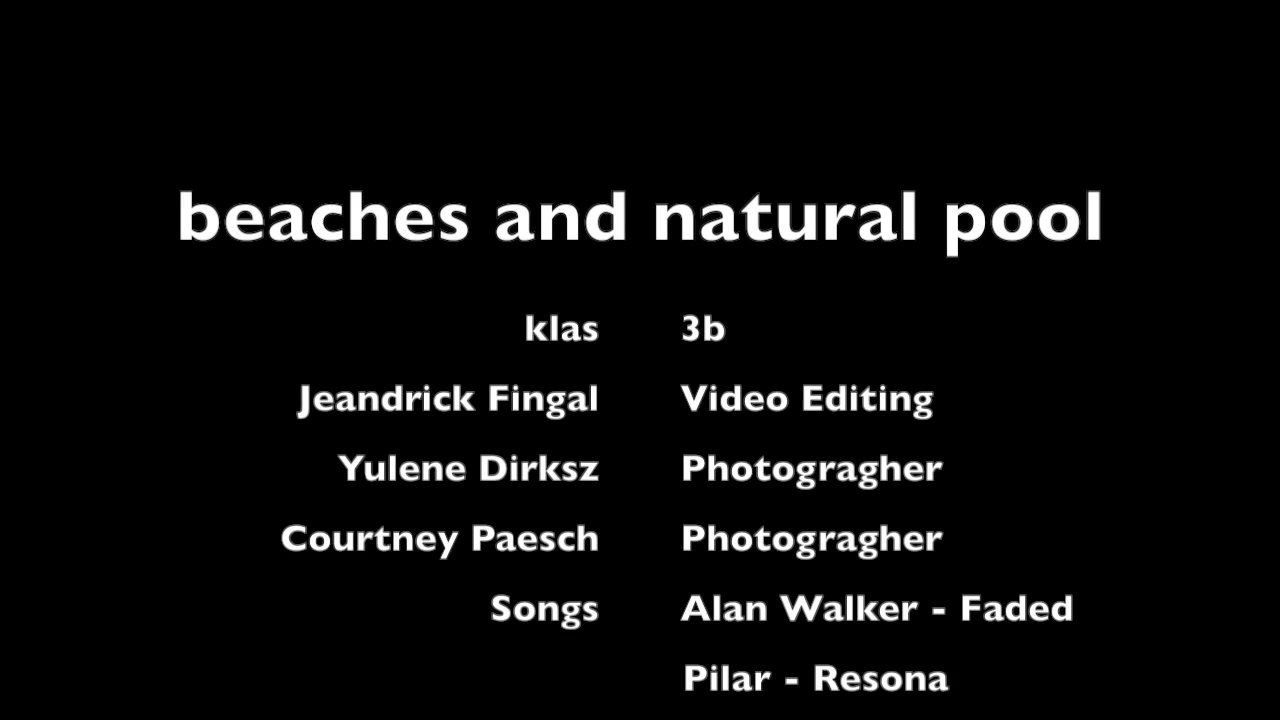 beaches and natural pool
klas 3b
Jeandrick Fingal Video Editing
Yulene Dirksz Photogragher
Courtney Paesch Photogragher
Songs Alan Walker - Faded
Pilar - Resona